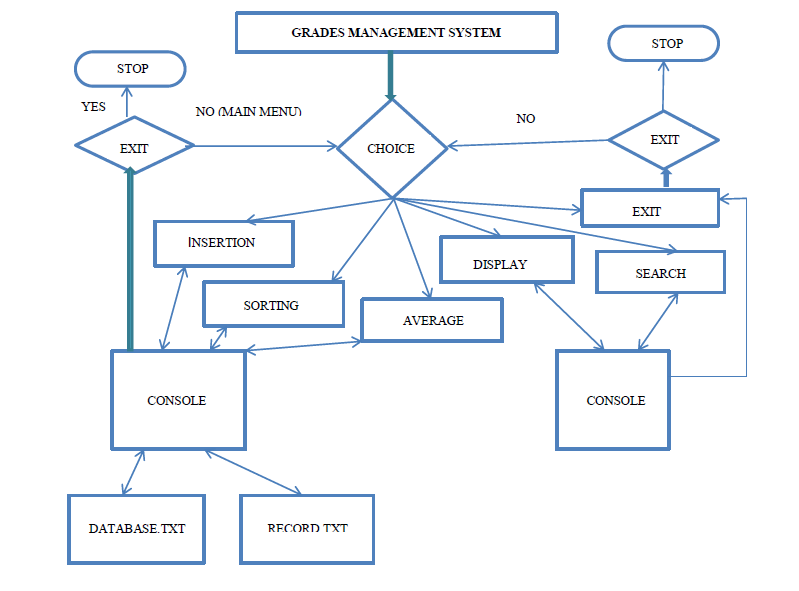 GRADES MANAGEMENT SYSTEM
STOP
STOP
YES
NO (MAIN MENU)
NO
EXIT
CHOICE
EXIT
EXIT
INSERTION
DISPLAY
SEARCH
SORTING
AVERAGE
CONSOLE
CONSOLE
DATABASE.TXT
RECORD.TXT